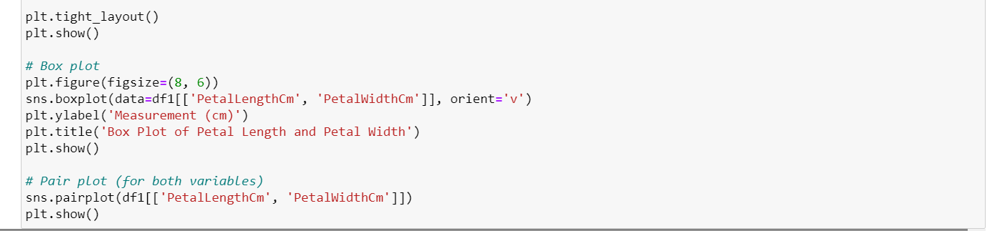 plt.tight_layout()
plt.show()
# Box plot
plt.figure(figsize=(8, 6))
sns.boxplot(data=df1[['PetalLengthCm', 'PetalWidthCm']], orient='v')
plt.ylabel('Measurement (cm)')
plt.title('Box Plot of Petal Length and Petal Width')
plt.show()
# Pair plot (for both variables)
sns.pairplot(df1[['PetalLengthCm', 'PetalWidthCm']])
plt.show()